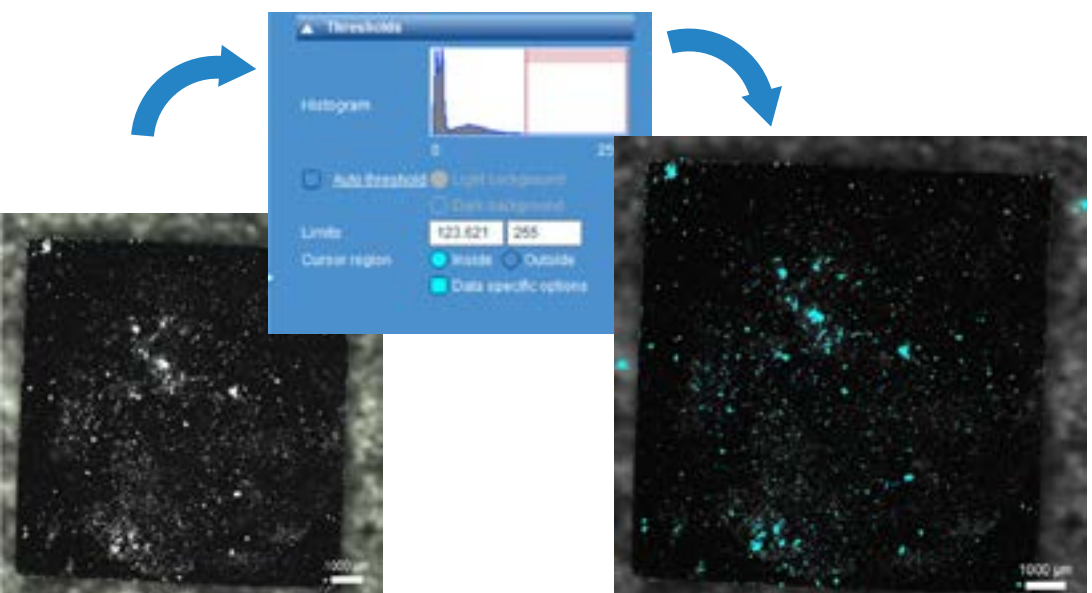 Thresholds
Histogram
0 25
Auto threshold Light background
Dark background
Limits 123.621 255
Cursor region Inside Outside
Data specific options
1000 µm
1000 µm